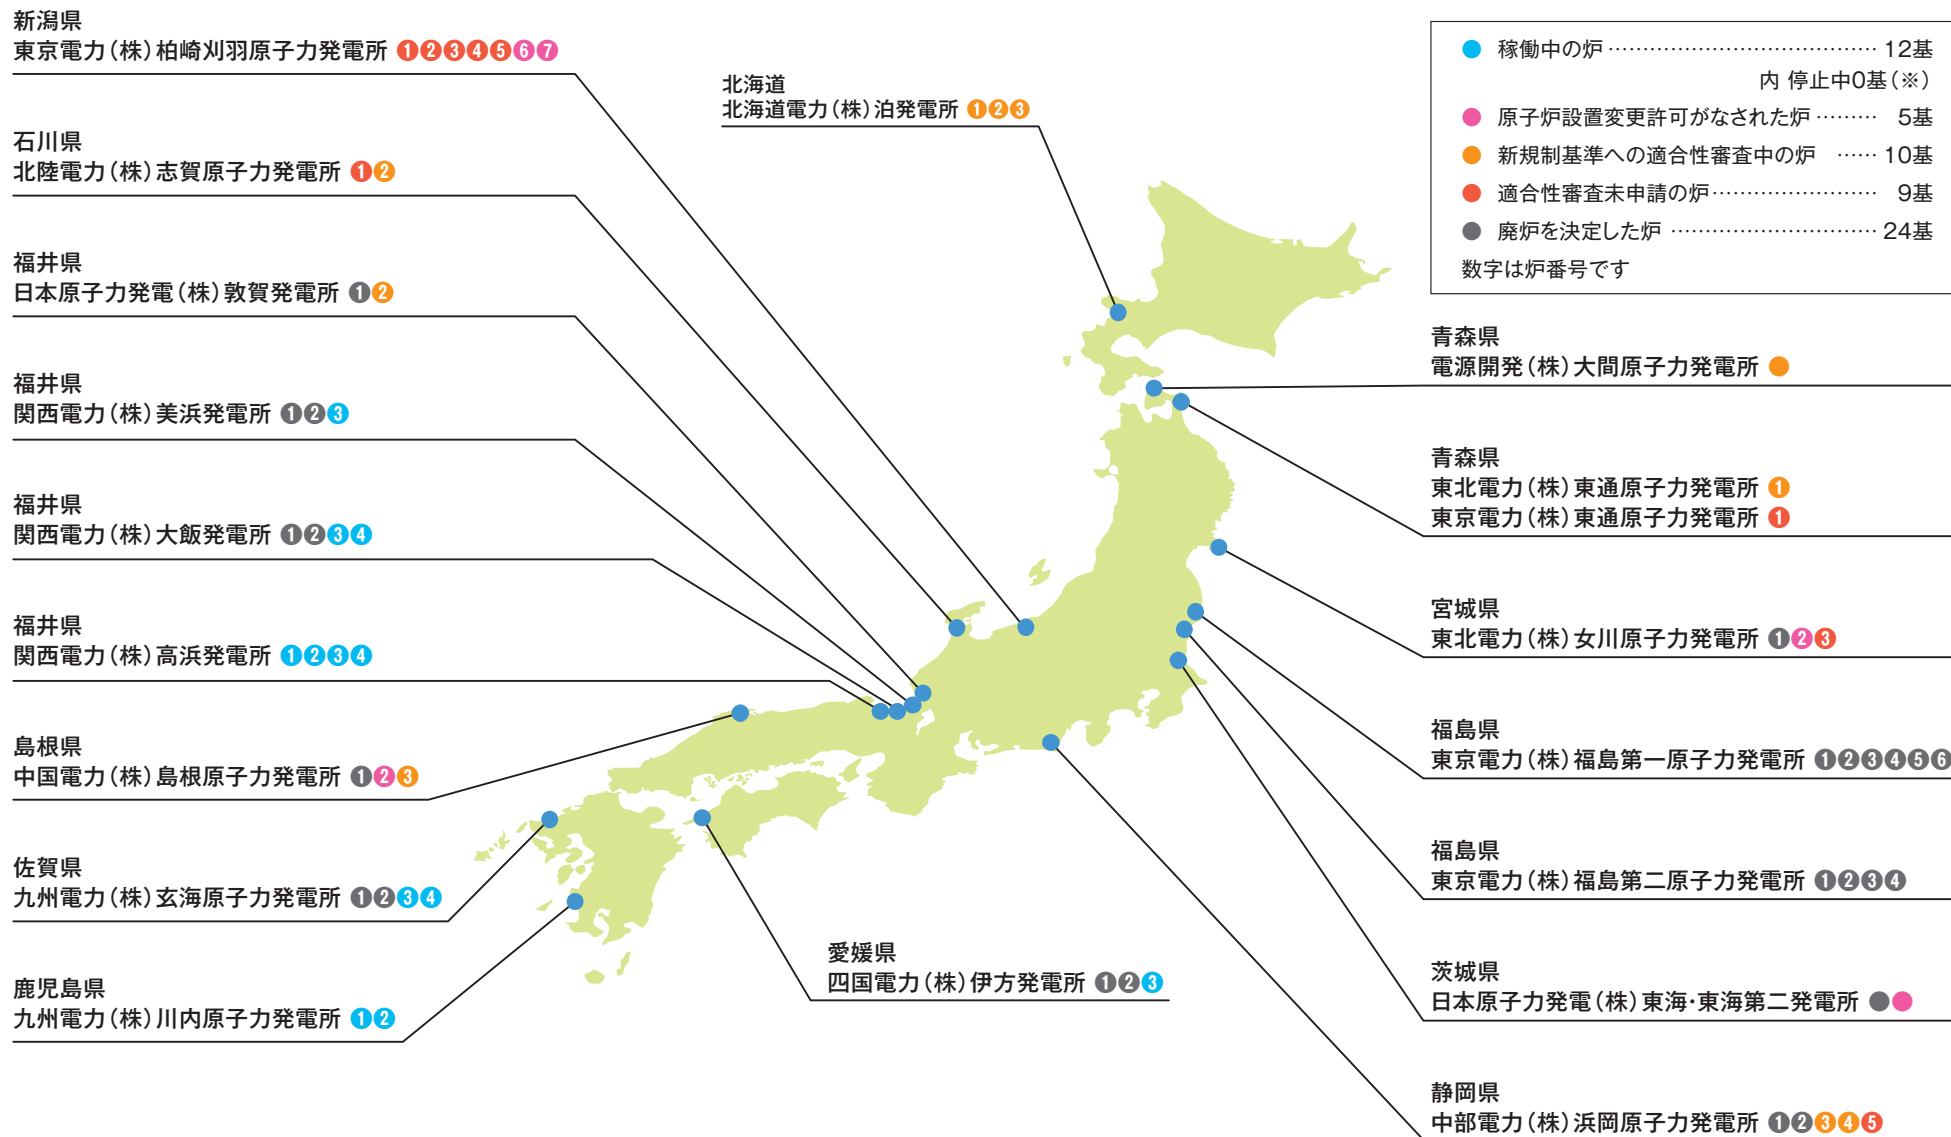 新潟県
東京電力(株)柏崎刈羽原子力発電所 ❶❷❸❹❺❻❼
石川県
北陸電力(株)志賀原子力発電所 ❶❷
福井県
日本原子力発電(株)敦賀発電所 ❶❷
福井県
関西電力(株)美浜発電所 ❶❷❸
福井県
関西電力(株)大飯発電所 ❶❷❸❹
福井県
関西電力(株)高浜発電所 ❶❷❸❹
島根県
中国電力(株)島根原子力発電所 ❶❷❸
佐賀県
九州電力(株)玄海原子力発電所 ❶❷❸❹
鹿児島県
九州電力(株)川内原子力発電所 ❶❷
北海道
北海道電力(株)泊発電所 ❶❷❸
愛媛県
四国電力(株)伊方発電所 ❶❷❸
● 稼働中の炉 …………………………………… 12基
内 停止中0基(※)
● 原子炉設置変更許可がなされた炉 ……… 5基
● 新規制基準への適合性審査中の炉 …… 10基
● 適合性審査未申請の炉…………………… 9基
● 廃炉を決定した炉 ………………………… 24基
数字は炉番号です
青森県
電源開発(株)大間原子力発電所 ●
青森県
東北電力(株)東通原子力発電所 ❶
東京電力(株)東通原子力発電所 ❶
宮城県
東北電力(株)女川原子力発電所 ❶❷❸
福島県
東京電力(株)福島第一原子力発電所 ❶❷❸❹❺❻
福島県
東京電力(株)福島第二原子力発電所 ❶❷❸❹
茨城県
日本原子力発電(株)東海・東海第二発電所 ●●
静岡県
中部電力(株)浜岡原子力発電所 ❶❷❸❹❺